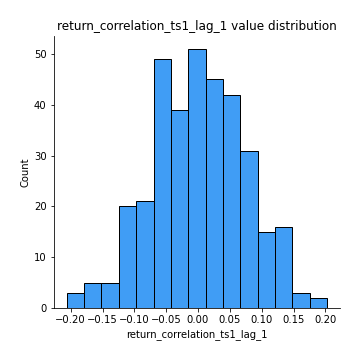 return_correlation_ts1_lag_1 value distribution
50
40
30
20
10
0
Count
−0.20 −0.15 −0.10 −0.05 0.00 0.05 0.10 0.15 0.20
return_correlation_ts1_lag_1